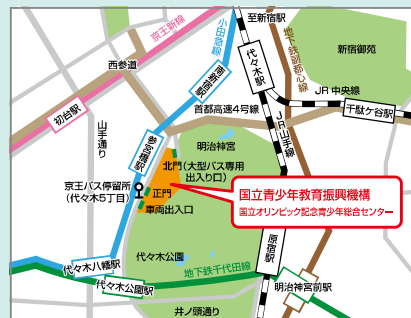 至新宿駅
京王新線
小田急線
地下鉄副都心線
新宿御苑
代々木駅
南新宿駅
西参道
JR中央線
千駄ケ谷駅
初台駅
首都高速4号線
山手通り
JR山手線
参宮橋駅
明治神宮
北門(大型バス専用
出入り口)
京王バス停留所
(代々木5丁目)
正門
車両出入口
国立青少年教育振興機構
国立オリンピック記念青少年総合センター
原宿駅
代々木公園
代々木八幡駅
地下鉄千代田線
代々木公園駅
明治神宮前駅
井ノ頭通り